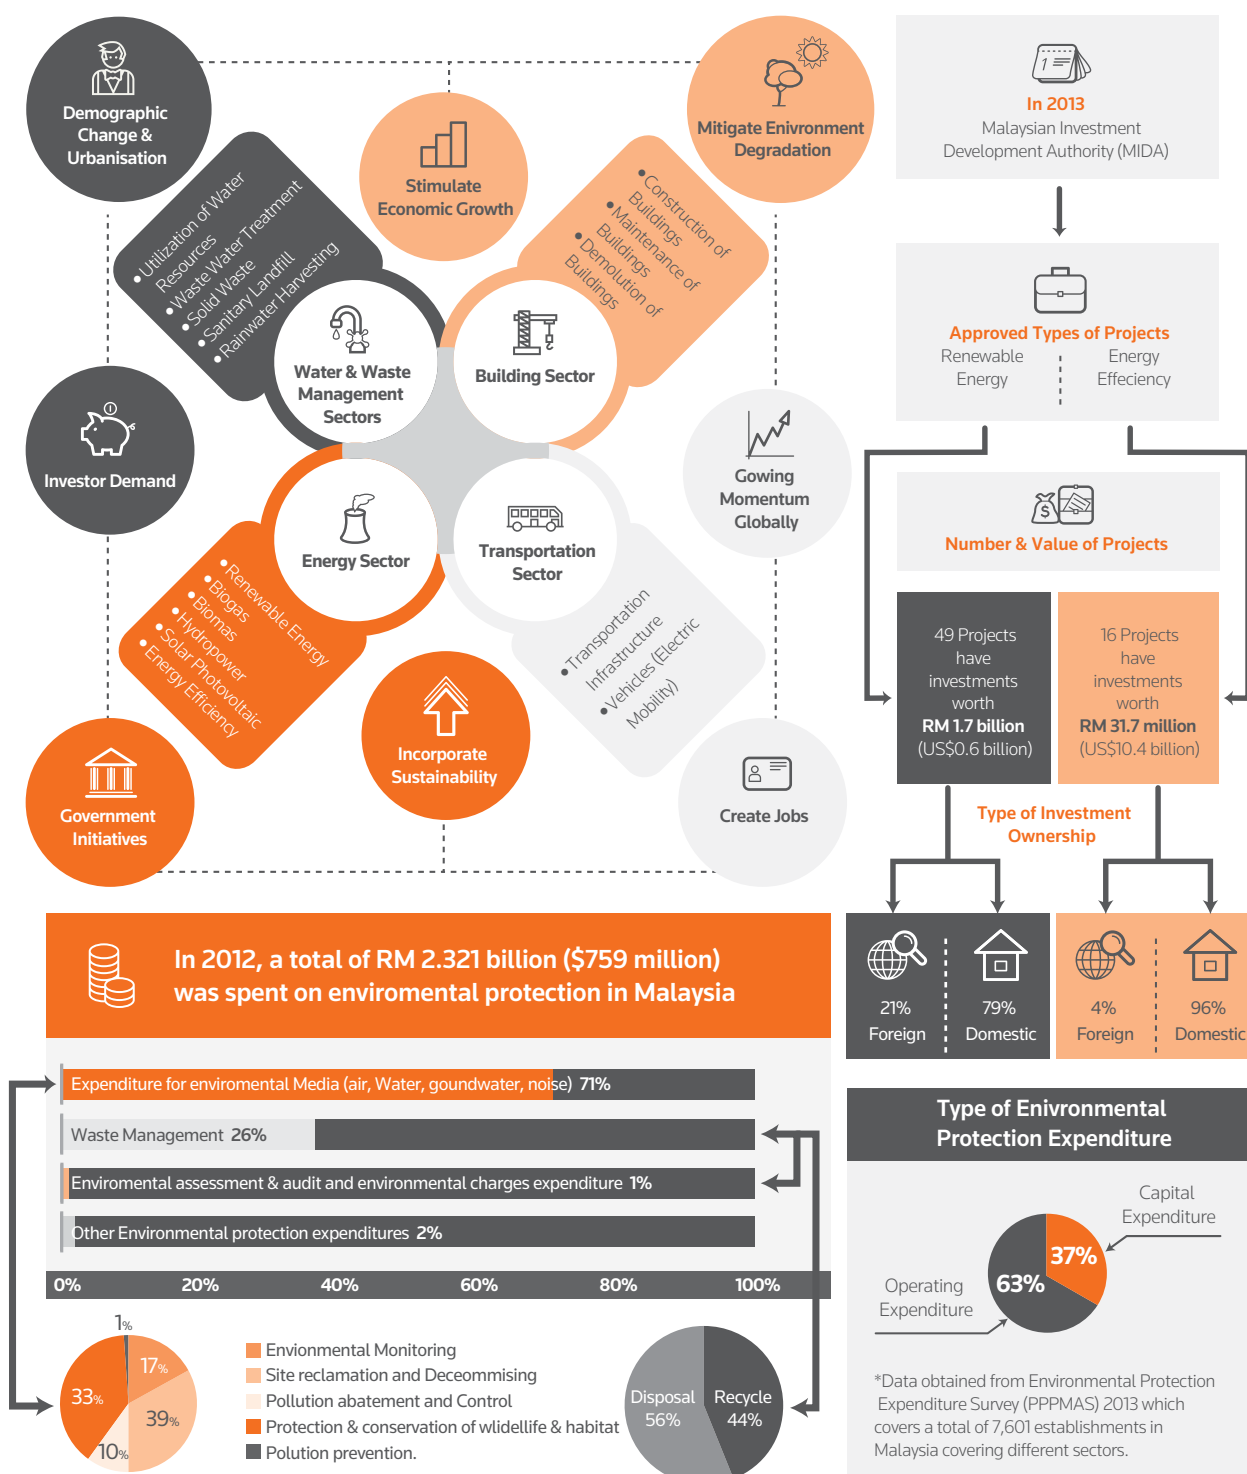 Demographic
Change &
Urbanisation
Stimulate
Economic Growth
Mitigate Enivronment
Degradation
• Utilization of Water
Resources
• Waste Water Treatment
• Solid Waste
• Sanitary Landfill
• Rainwater Harvesting
• Construction of
Buildings
• Maintenance of
Buildings
• Demolution of
Buildings
Water & Waste
Management
Sectors
Building Sector
Investor Demand
Gowing
Momentum
Globally
Energy Sector
Transportation
Sector
• Renewable Energy
• Biogas
• Biomas
• Hydropower
• Solar Photovoltaic
• Energy Efficiency
• Transportation
Infrastructure
• Vehicles (Electric
Mobility)
Government
Initiatives
Incorporate
Sustainability
Create Jobs
1
In 2013
Malaysian Investment
Development Authority (MIDA)
Approved Types of Projects
Renewable
Energy
Energy
Effeciency
$
Number & Value of Projects
49 Projects
have
investments
worth
RM 1.7 billion
(US$0.6 billion)
16 Projects
have
investments
worth
RM 31.7 million
(US$10.4 billion)
Type of Investment
Ownership
21%
Foreign
79%
Domestic
4%
Foreign
96%
Domestic
In 2012, a total of RM 2.321 billion ($759 million)
was spent on enviromental protection in Malaysia
Expenditure for enviromental Media (air, Water, goundwater, noise) 71%
Waste Management 26%
Enviromental assessment & audit and environmental charges expenditure 1%
Other Environmental protection expenditures 2%
0% 20% 40% 60% 80% 100%
1%
17%
39%
10%
33%
Envionmental Monitoring
Site reclamation and Deceommising
Pollution abatement and Control
Protection & conservation of wlidellife & habitat
Polution prevention.
Disposal
56%
Recycle
44%
Type of Enivronmental
Protection Expenditure
Capital
Expenditure
37%
63%
Operating
Expenditure
*Data obtained from Environmental Protection
Expenditure Survey (PPPMAS) 2013 which
covers a total of 7,601 establishments in
Malaysia covering different sectors.